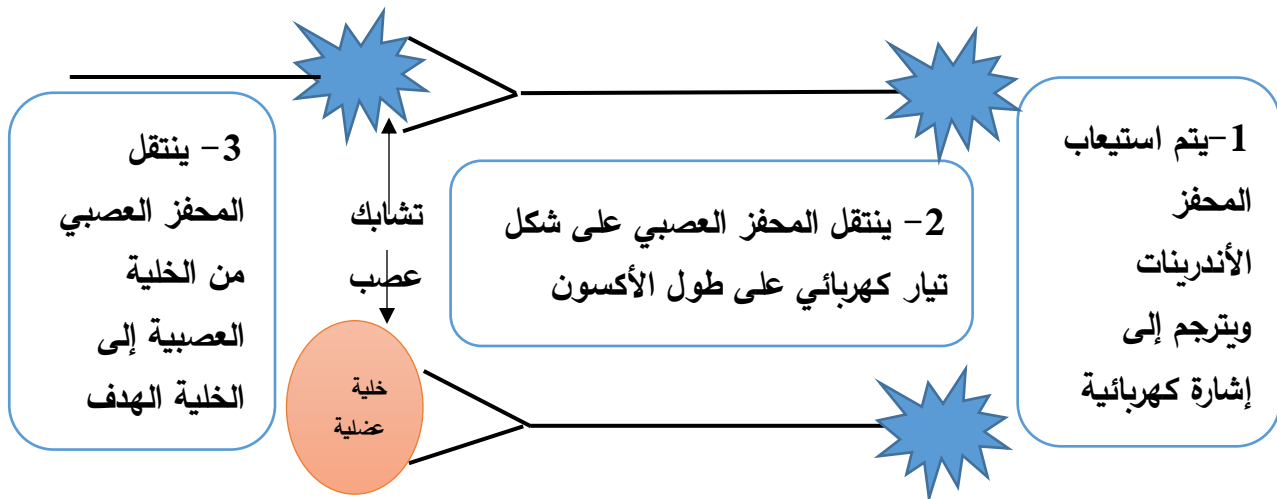 1-يتم استيعاب
المحفز
الأندرينات
ويترجم إلى
إشارة كهربائية
2- ينتقل المحفز العصبي على شكل
تيار كهربائي على طول الأكسون
تشابك
عصب
3- ينتقل
المحفز العصبي
من الخلية
العصبية إلى
الخلية الهدف
خلية
عضلية